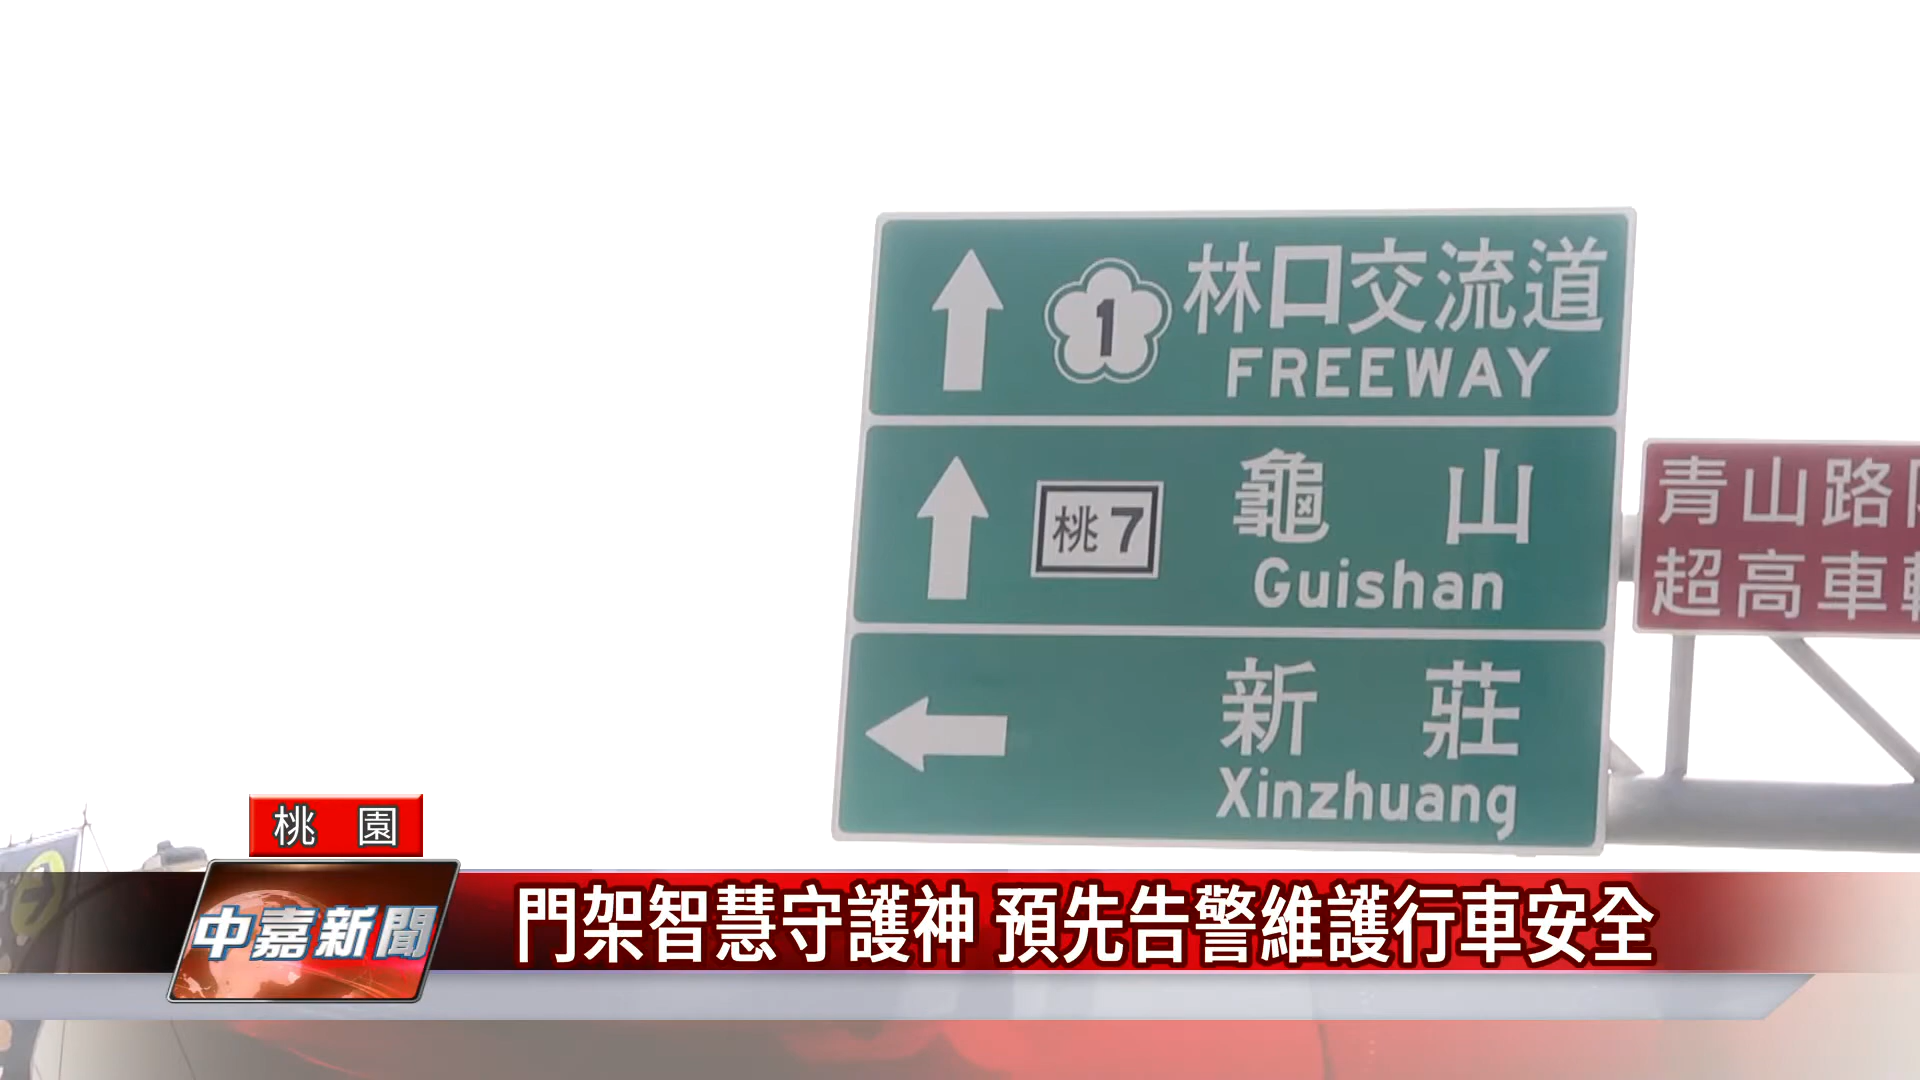 1 林口交流道
FREEWAY
桃7 龜山
Guishan
新莊
Xinzhuang
青山路
超高車
桃園
中嘉新聞
門架智慧守護神 預先告警維護行車安全